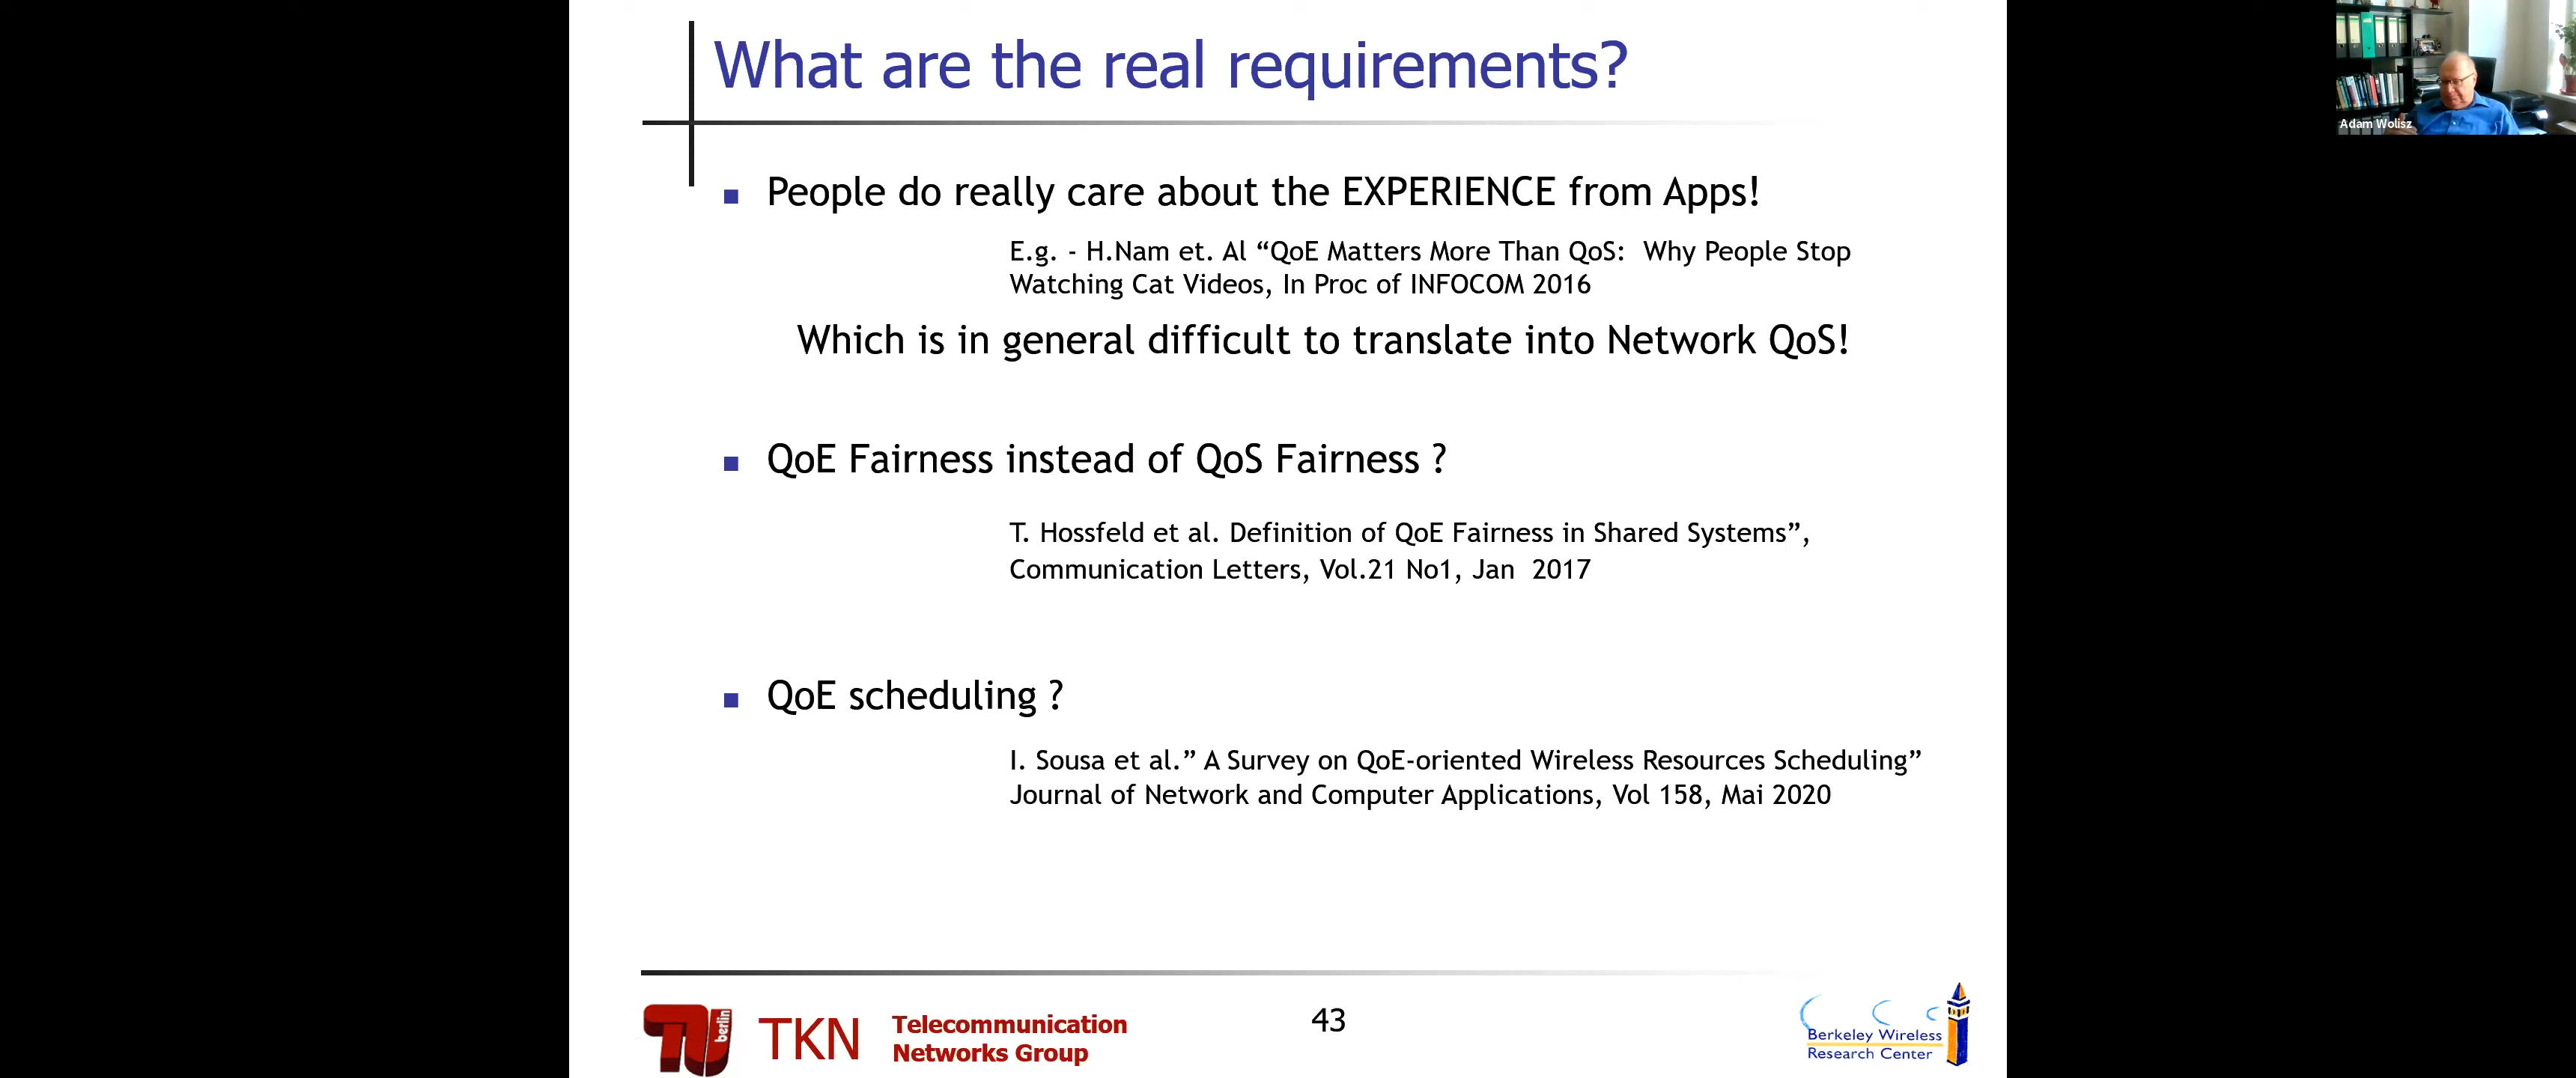 What are the real requirements?
Adam Wolisz
People do really care about the EXPERIENCE from Apps!
E.g. - H.Nam et. Al “QoE Matters More Than QoS: Why People Stop
Watching Cat Videos, In Proc of INFOCOM 2016
Which is in general difficult to translate into Network QoS!
QoE Fairness instead of QoS Fairness ?
T. Hossfeld et al. Definition of QoE Fairness in Shared Systems”,
Communication Letters, Vol.21 No1, Jan 2017
QoE scheduling ?
I. Sousa et al.” A Survey on QoE-oriented Wireless Resources Scheduling”
Journal of Network and Computer Applications, Vol 158, Mai 2020
TU berlin
TKN
Telecommunication
Networks Group
43
Berkeley Wireless
Research Center